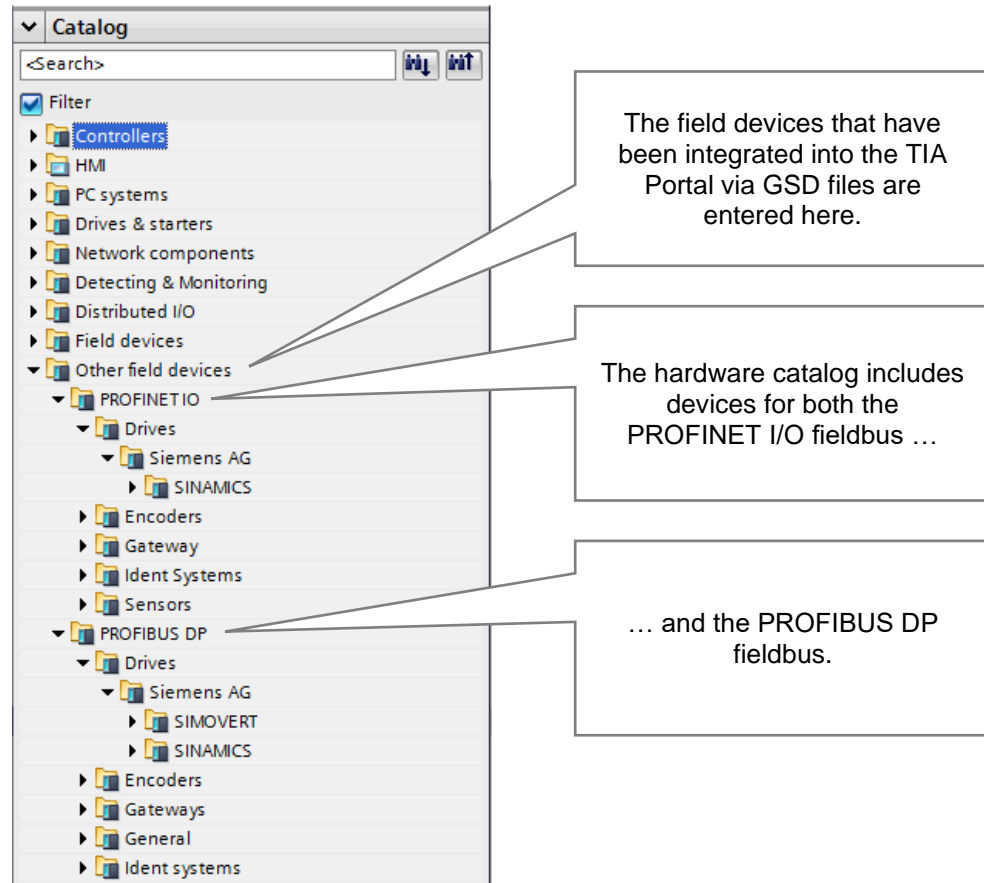 Catalog
<Search>
Filter
Controllers
HMI
PC systems
Drives & starters
Network components
Detecting & Monitoring
Distributed I/O
Field devices
Other field devices
PROFINET IO
Drives
Siemens AG
SINAMICS
Encoders
Gateway
Ident Systems
Sensors
PROFIBUS DP
Drives
Siemens AG
SIMOVERT
SINAMICS
Encoders
Gateways
General
Ident systems
The field devices that have
been integrated into the TIA
Portal via GSD files are
entered here.
The hardware catalog includes
devices for both the
PROFINET I/O fieldbus …
… and the PROFIBUS DP
fieldbus.